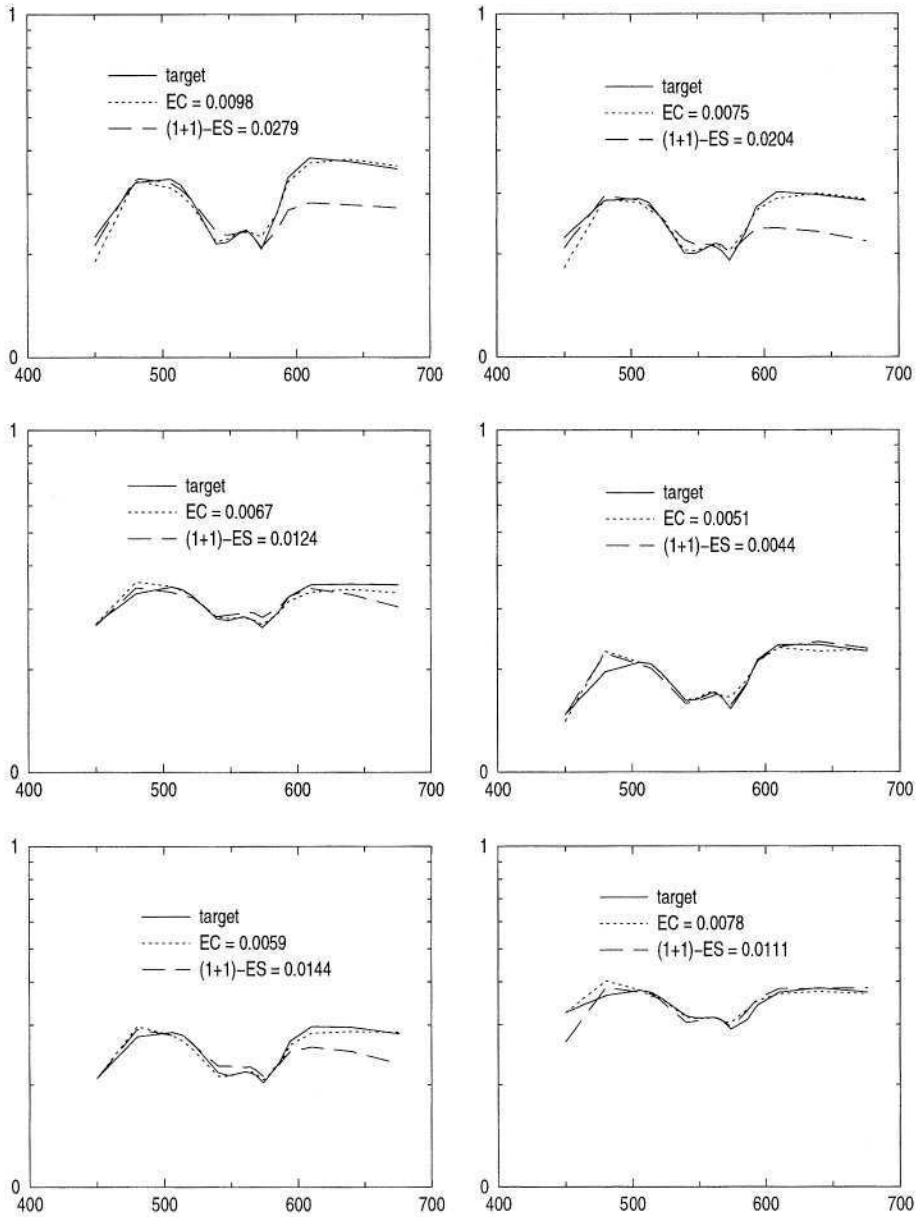 1
target
EC = 0.0098
(1+1)−ES = 0.0279
0
400 500 600 700
1
target
EC = 0.0075
(1+1)−ES = 0.0204
0
400 500 600 700
1
target
EC = 0.0067
(1+1)−ES = 0.0124
0
400 500 600 700
1
target
EC = 0.0051
(1+1)−ES = 0.0044
0
400 500 600 700
1
target
EC = 0.0059
(1+1)−ES = 0.0144
0
400 500 600 700
1
target
EC = 0.0078
(1+1)−ES = 0.0111
0
400 500 600 700